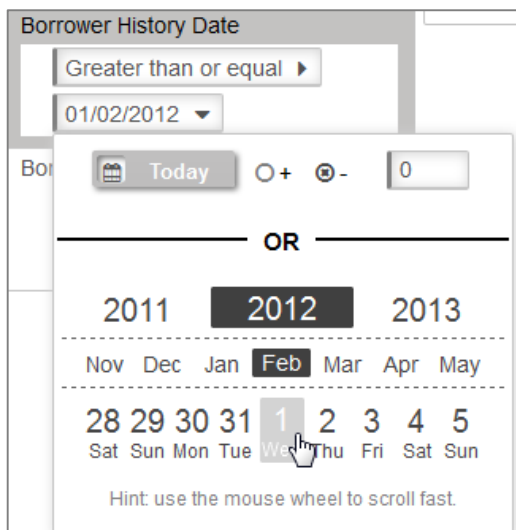 Borrower History Date
Greater than or equal
01/02/2012
Bor
Today + - 0
OR
2011 2012 2013
Nov Dec Jan Feb Mar Apr May
28 29 30 31 1 2 3 4 5
Sat Sun Mon Tue We Thu Fri Sat Sun
Hint: use the mouse wheel to scroll fast.